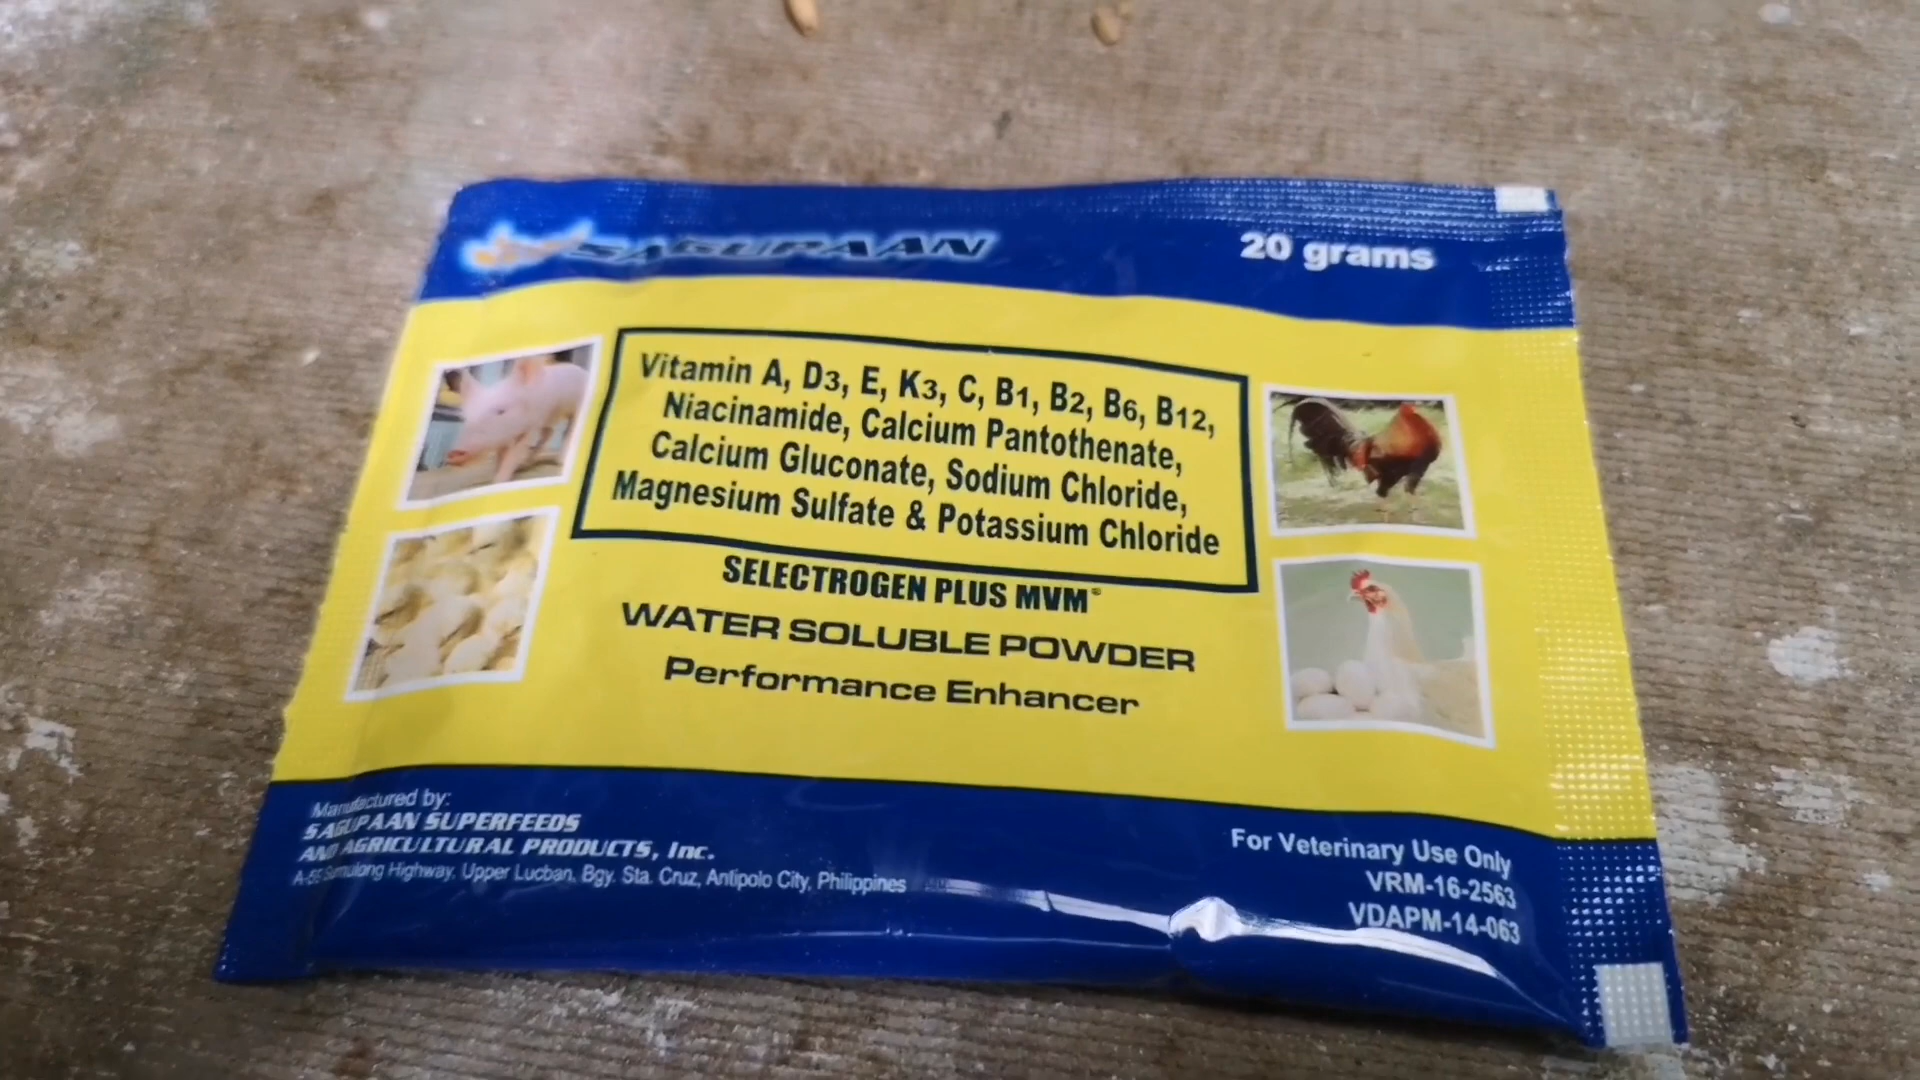 SAGUPAAN
20 grams
Vitamin A, D3, E, K3, C, B1, B2, B6, B12,
Niacinamide, Calcium Pantothenate,
Calcium Gluconate, Sodium Chloride,
Magnesium Sulfate & Potassium Chloride
SELECTROGEN PLUS MVM®
WATER SOLUBLE POWDER
Performance Enhancer
Manufactured by:
SAGUPAAN SUPERFEEDS
AND AGRICULTURAL PRODUCTS, Inc.
Sumulong Highway, Upper Lucban, Bgy. Sta. Cruz, Antipolo City, Philippines
For Veterinary Use Only
VRM-16-2563
VDAPM-14-063